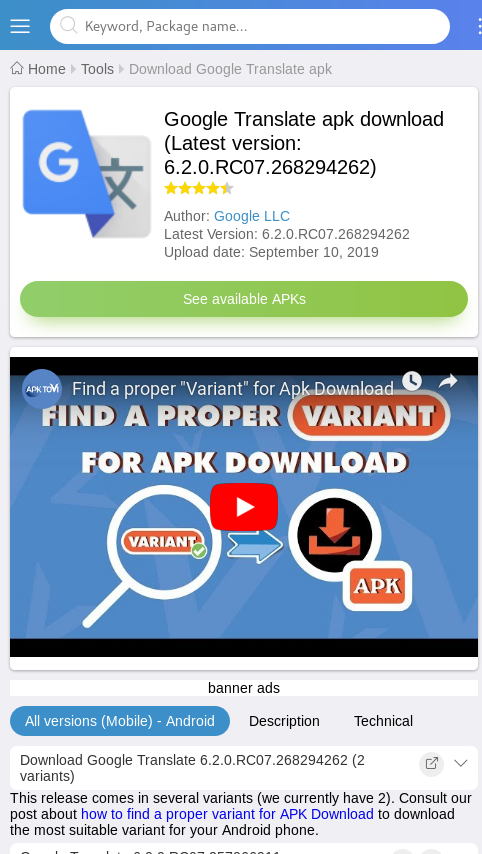 Keyword, Package name...
Home Tools Download Google Translate apk
Google Translate apk download
(Latest version:
6.2.0.RC07.268294262)
Author: Google LLC
Latest Version: 6.2.0.RC07.268294262
Upload date: September 10, 2019
See available APKs
APK TOVI
Find a proper "Variant" for Apk Download
FIND A PROPER VARIANT
FOR APK DOWNLOAD
VARIANT
APK
banner ads
All versions (Mobile) - Android Description Technical
Download Google Translate 6.2.0.RC07.268294262 (2
variants)
This release comes in several variants (we currently have 2). Consult our
post about how to find a proper variant for APK Download to download
the most suitable variant for your Android phone.